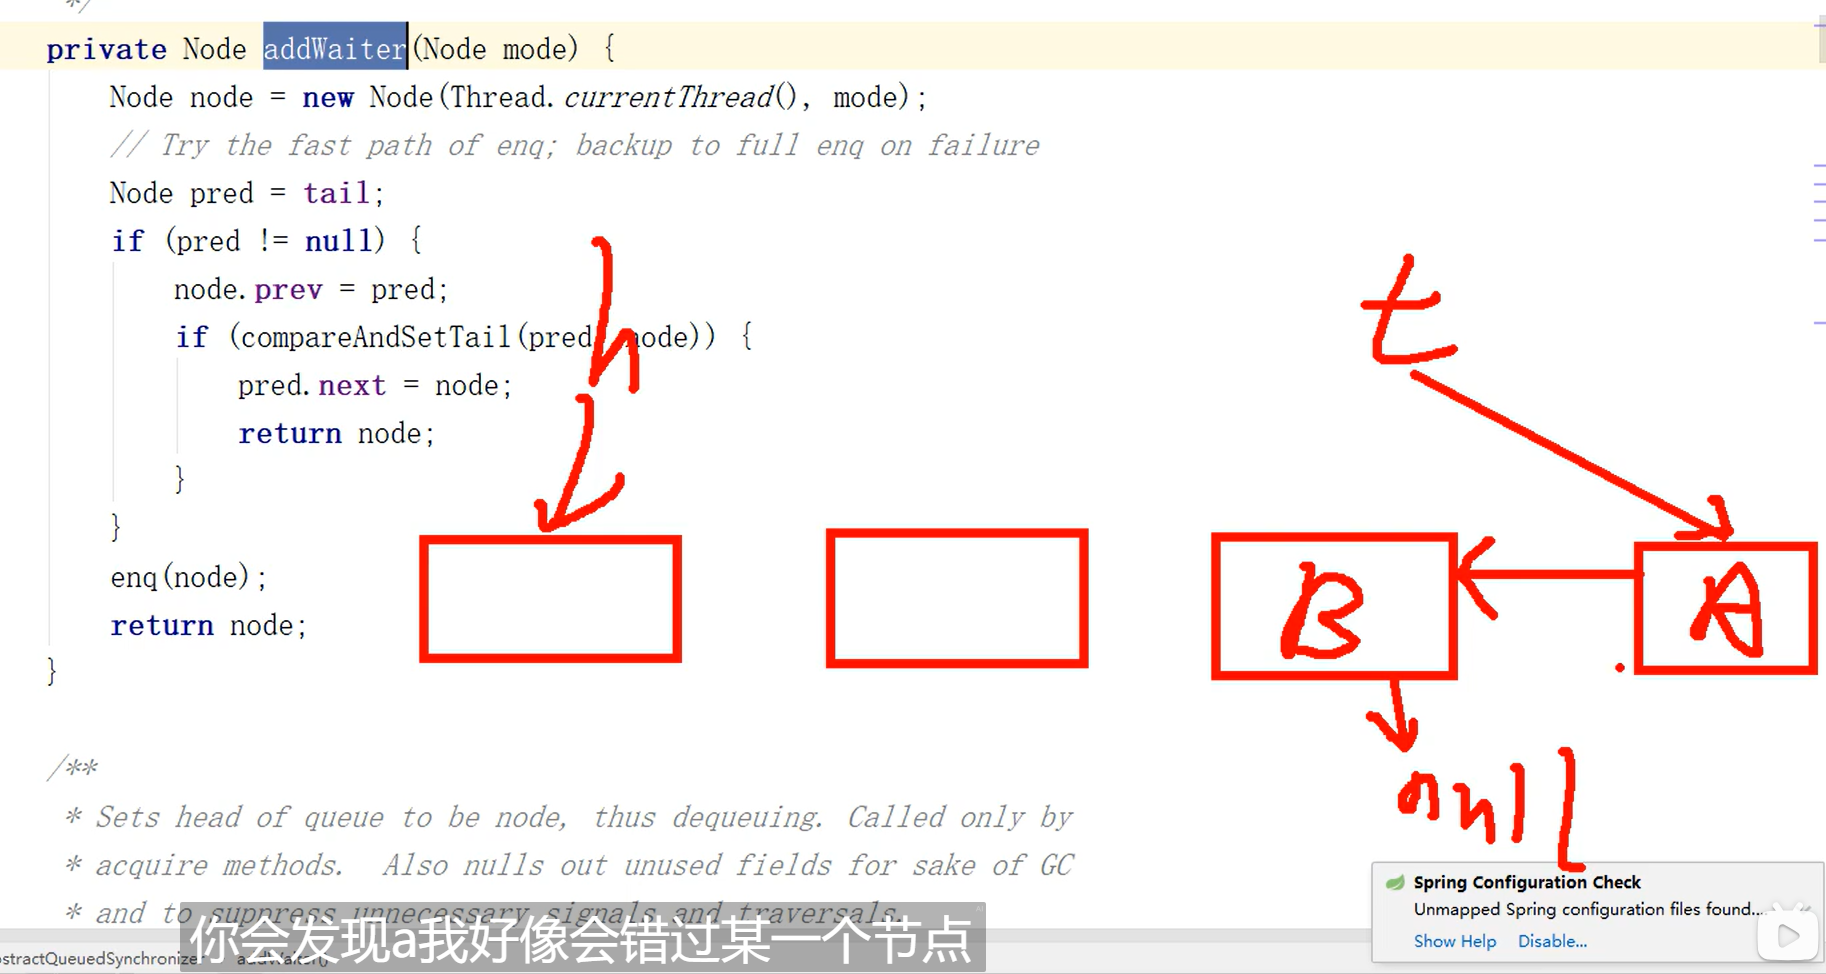 */
private Node addWaiter(Node mode) {
Node node = new Node(Thread.currentThread(), mode);
// Try the fast path of enq; backup to full enq on failure
Node pred = tail;
if (pred != null) {
node.prev = pred;
if (compareAndSetTail(pred, node)) {
pred.next = node;
return node;
}
}
enq(node);
return node;
}
h
t
B
A
null
/**
* Sets head of queue to be node, thus dequeuing. Called only by
* acquire methods. Also nulls out unused fields for sake of GC
* and to suppress unnecessary signals and traversals.
你会发现a我好像会错过某一个节点
stractQueuedSynchronizer addWaiter()
Spring Configuration Check
Unmapped Spring configuration files found....
Show Help Disable...